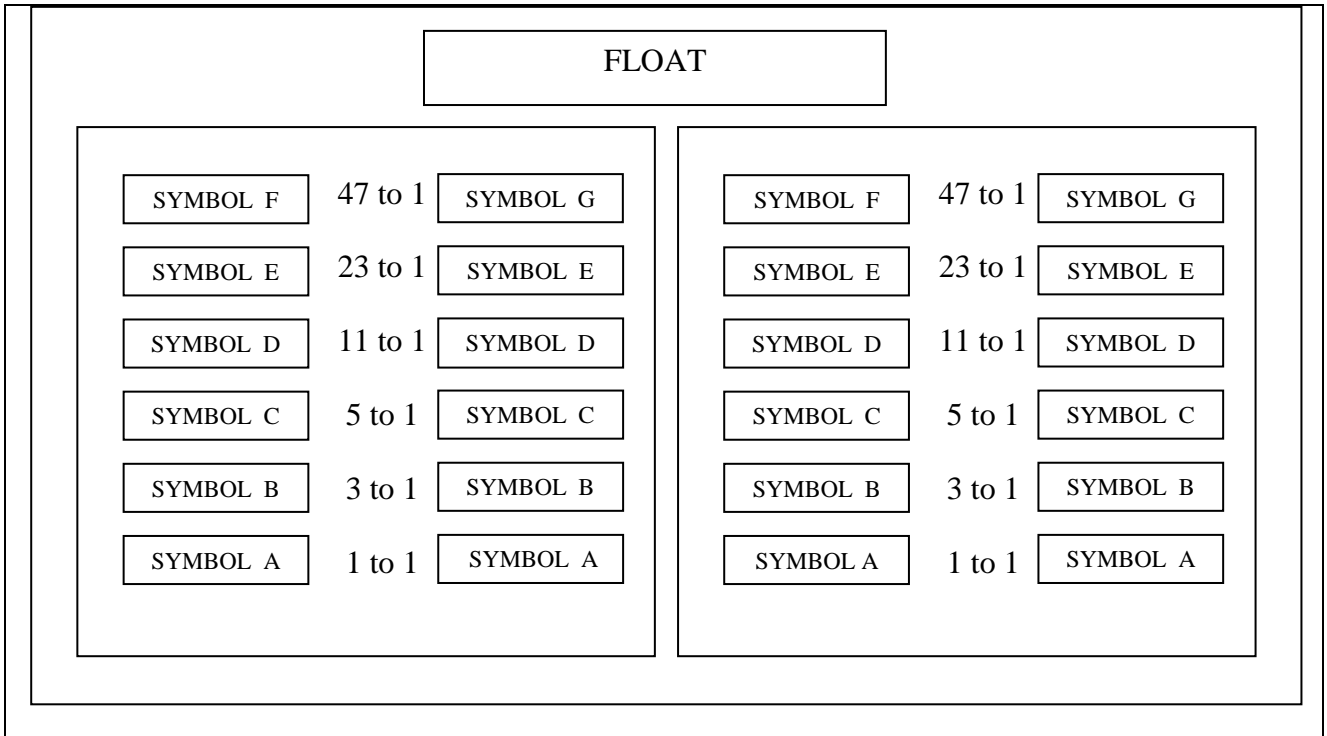 FLOAT
SYMBOL F 47 to 1 SYMBOL G
SYMBOL E 23 to 1 SYMBOL E
SYMBOL D 11 to 1 SYMBOL D
SYMBOL C 5 to 1 SYMBOL C
SYMBOL B 3 to 1 SYMBOL B
SYMBOL A 1 to 1 SYMBOL A
SYMBOL F 47 to 1 SYMBOL G
SYMBOL E 23 to 1 SYMBOL E
SYMBOL D 11 to 1 SYMBOL D
SYMBOL C 5 to 1 SYMBOL C
SYMBOL B 3 to 1 SYMBOL B
SYMBOL A 1 to 1 SYMBOL A